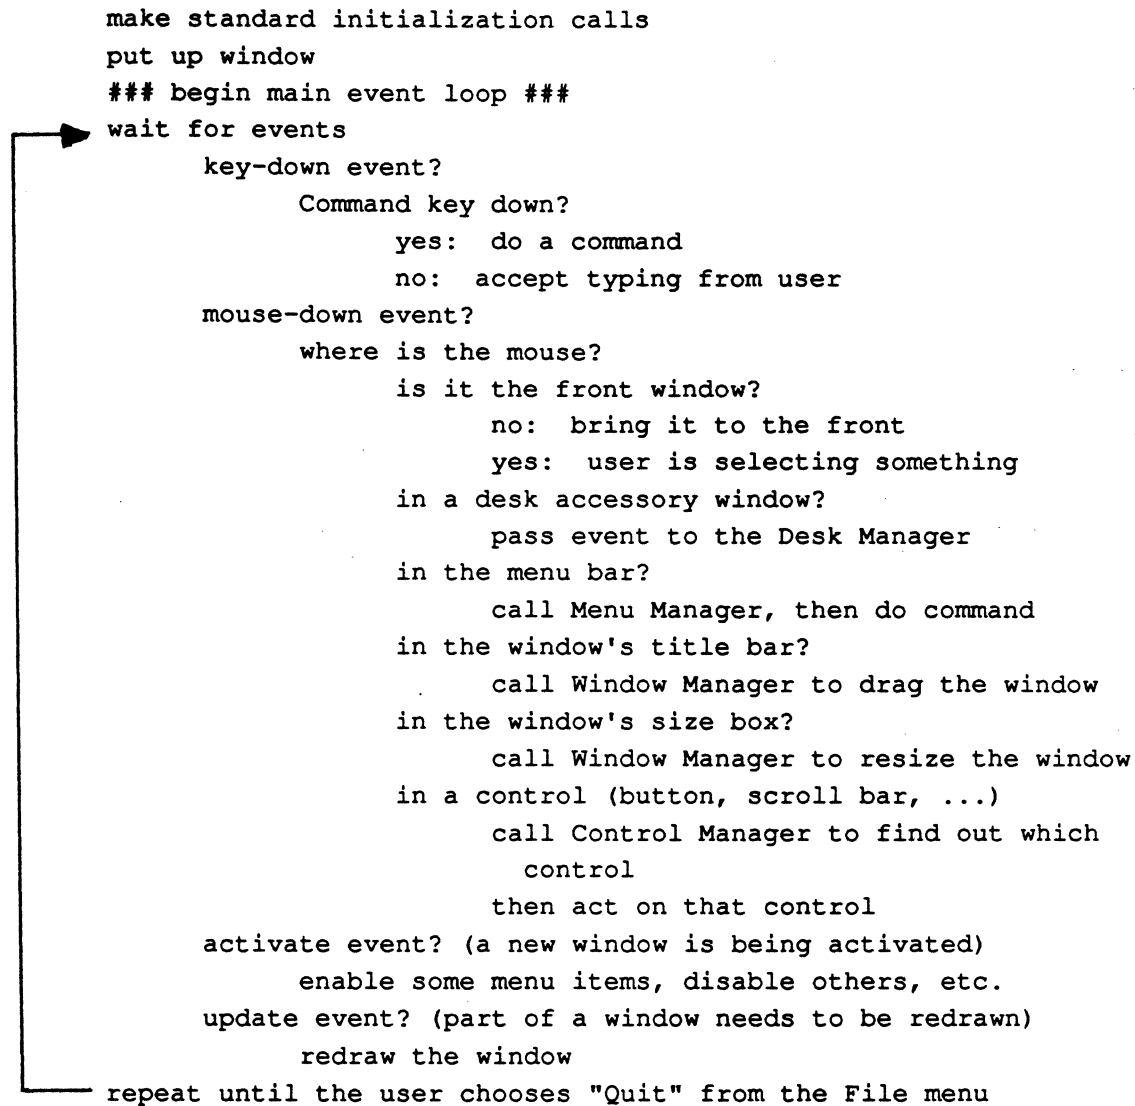 make standard initialization calls
put up window
### begin main event loop ###
wait for events
key-down event?
Command key down?
yes:  do a command
no:  accept typing from user
mouse-down event?
where is the mouse?
is it the front window?
no:  bring it to the front
yes:  user is selecting something
in a desk accessory window?
pass event to the Desk Manager
in the menu bar?
call Menu Manager, then do command
in the window's title bar?
call Window Manager to drag the window
in the window's size box?
call Window Manager to resize the window
in a control (button, scroll bar, ...)
call Control Manager to find out which
control
then act on that control
activate event? (a new window is being activated)
enable some menu items, disable others, etc.
update event? (part of a window needs to be redrawn)
redraw the window
repeat until the user chooses "Quit" from the File menu